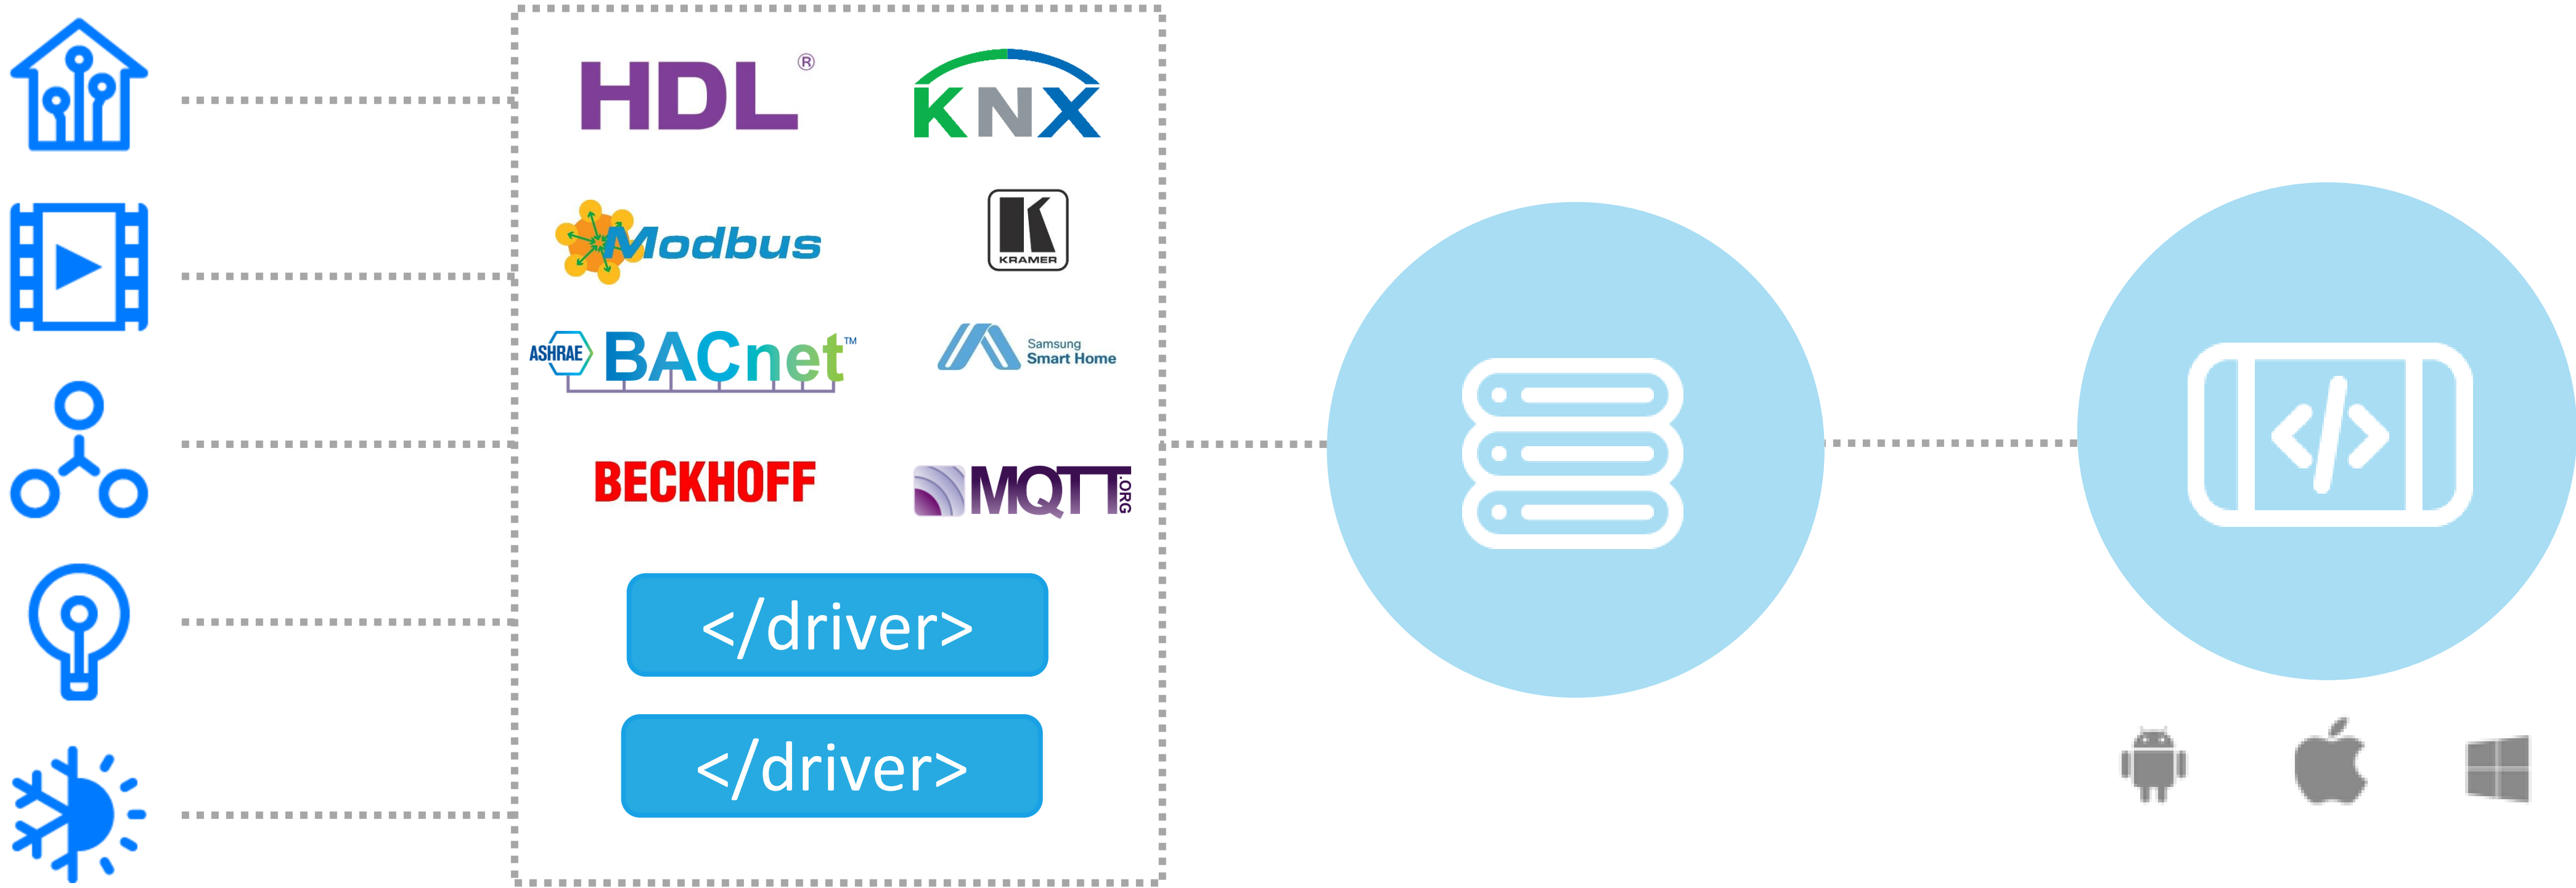 HDL ®
KNX
Modbus
K
KRAMER
ASHRAE BACnet™
Samsung
Smart Home
BECKHOFF
MQTT.ORG
</driver>
</driver>